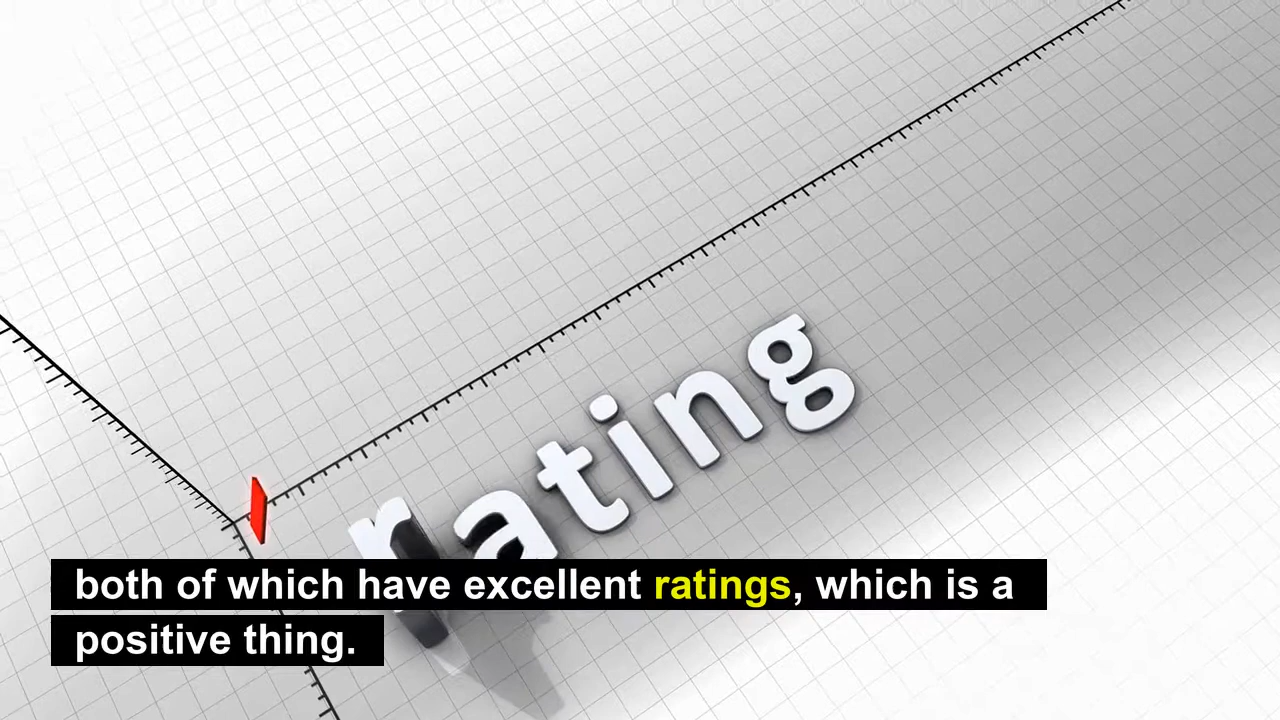 rating
both of which have excellent ratings, which is a
positive thing.